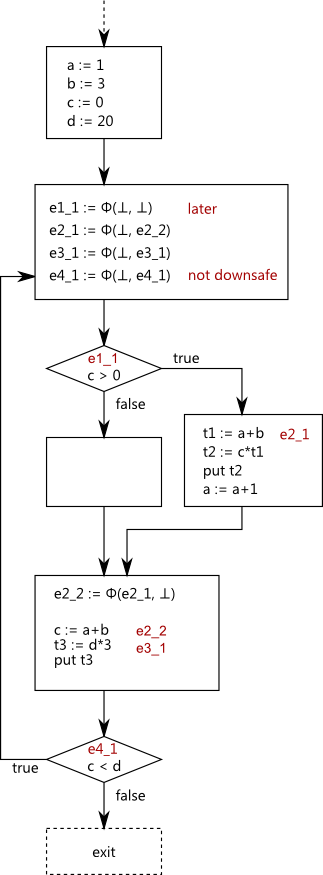 a := 1
b := 3
c := 0
d := 20
e1_1 := Φ(⊥, ⊥) later
e2_1 := Φ(⊥, e2_2)
e3_1 := Φ(⊥, e3_1)
e4_1 := Φ(⊥, e4_1) not downsafe
e1_1
c > 0
true
false
t1 := a+b e2_1
t2 := c*t1
put t2
a := a+1
e2_2 := Φ(e2_1, ⊥)
c := a+b e2_2
t3 := d*3 e3_1
put t3
e4_1
c < d
true
false
exit